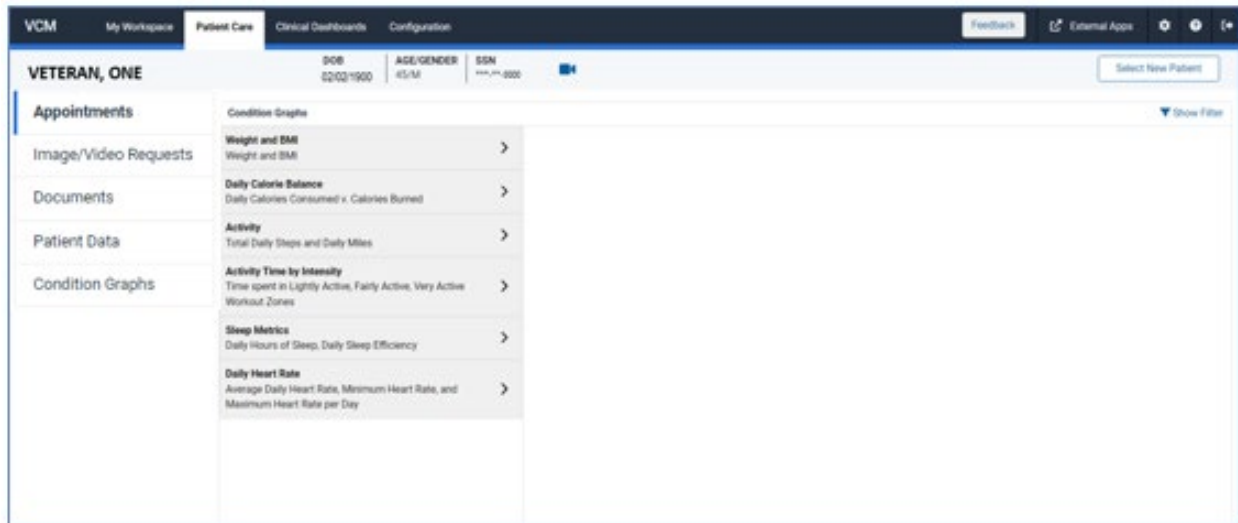 VCM My Workspace Patient Care Clinical Dashboards Configuration Feedback External Apps
VETERAN, ONE
DOB
02/02/1900
AGE/GENDER
45/M
SSN
***-**-0000
Select New Patient
Appointments
Image/Video Requests
Documents
Patient Data
Condition Graphs
Condition Graphs
Show Filter
Weight and BMI
Weight and BMI
Daily Calorie Balance
Daily Calories Consumed v. Calories Burned
Activity
Total Daily Steps and Daily Miles
Activity Time by Intensity
Time spent in Lightly Active, Fairly Active, Very Active
Workout Zones
Sleep Metrics
Daily Hours of Sleep, Daily Sleep Efficiency
Daily Heart Rate
Average Daily Heart Rate, Minimum Heart Rate, and
Maximum Heart Rate per Day